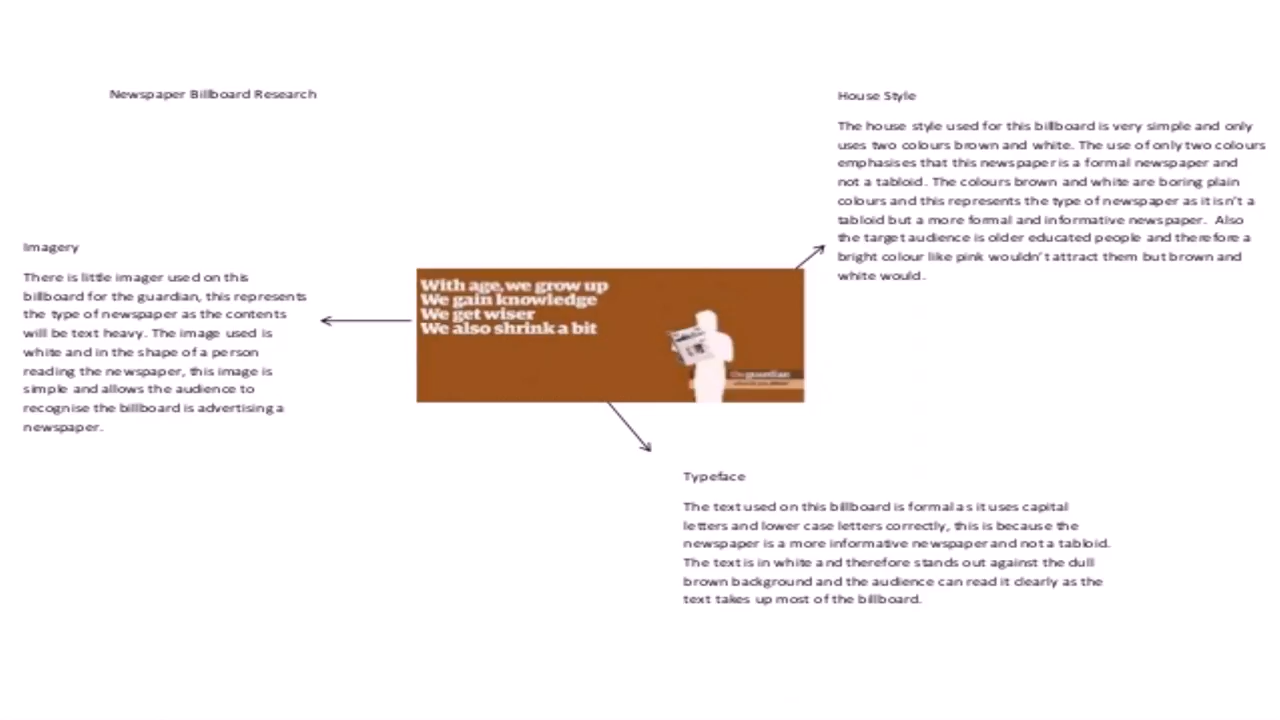 Newspaper Billboard Research
House Style
The house style used for this billboard is very simple and only
uses two colours brown and white. The use of only two colours
emphasises that this newspaper is a formal newspaper and
not a tabloid. The colours brown and white are boring plain
colours and this represents the type of newspaper as it isn't a
tabloid but a more formal and informative newspaper. Also
the target audience is older educated people and therefore a
bright colour like pink wouldn't attract them but brown and
white would.
Imagery
There is little imager used on this
billboard for the guardian, this represents
the type of newspaper as the contents
will be text heavy. The image used is
white and in the shape of a person
reading the newspaper, this image is
simple and allows the audience to
recognise the billboard is advertising a
newspaper.
With age, we grow up
We gain knowledge
We get wiser
We also shrink a bit
theguardian
Typeface
The text used on this billboard is formal as it uses capital
letters and lower case letters correctly, this is because the
newspaper is a more informative newspaper and not a tabloid.
The text is in white and therefore stands out against the dull
brown background and the audience can read it clearly as the
text takes up most of the billboard.